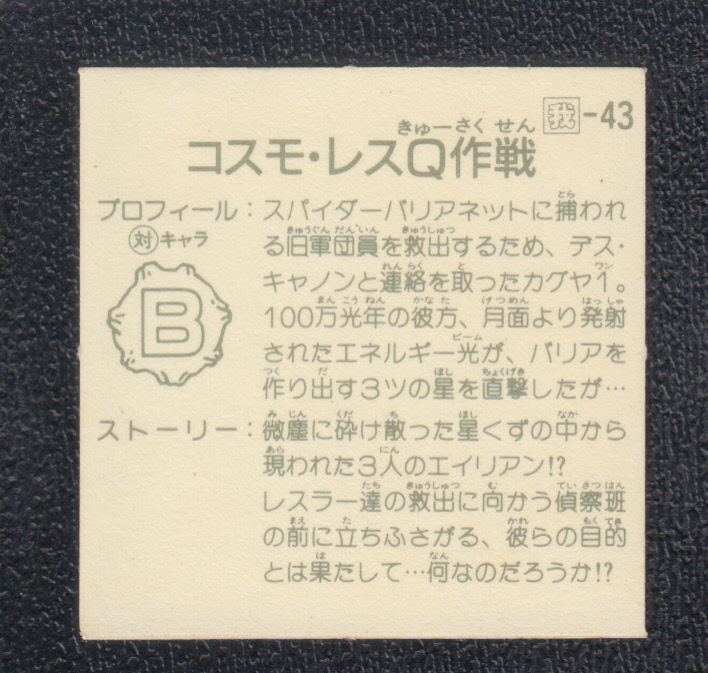 我-43
きゅーさくせん
コスモ・レスQ作戦
プロフィール：スパイダーバリアネットに捕われ
対キャラ
B
る旧軍団員を救出するため、デス・
キャノンと連絡を取ったカグヤ1。
100万光年の彼方、月面より発射
されたエネルギー光が、バリアを
作り出す3ツの星を直撃したが…
ストーリー：微塵に砕け散った星くずの中から
現われた3人のエイリアン!?
レスラー達の救出に向かう偵察班
の前に立ちふさがる、彼らの目的
とは果たして…何なのだろうか!?